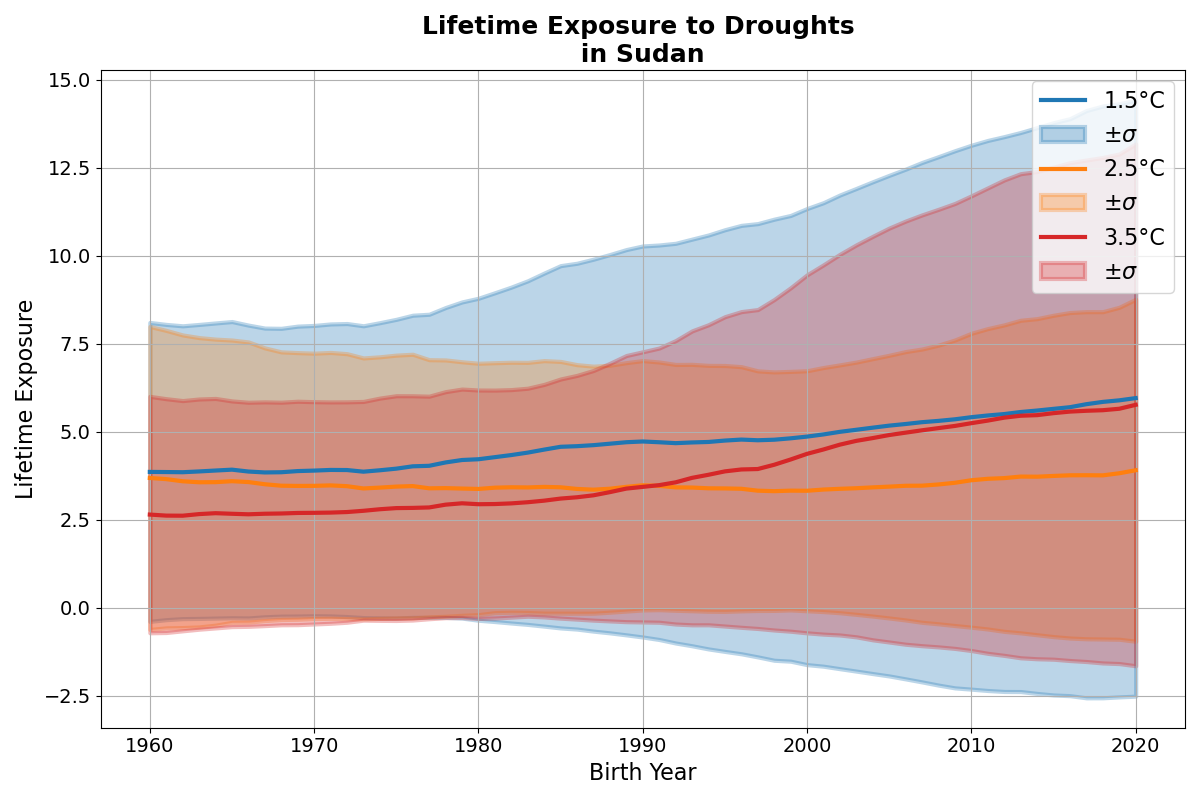 Lifetime Exposure to Droughts
in Sudan
15.0
12.5
10.0
7.5
5.0
2.5
0.0
−2.5
Lifetime Exposure
1960
1970
1980
1990
2000
2010
2020
Birth Year
1.5°C
±σ
2.5°C
±σ
3.5°C
±σ